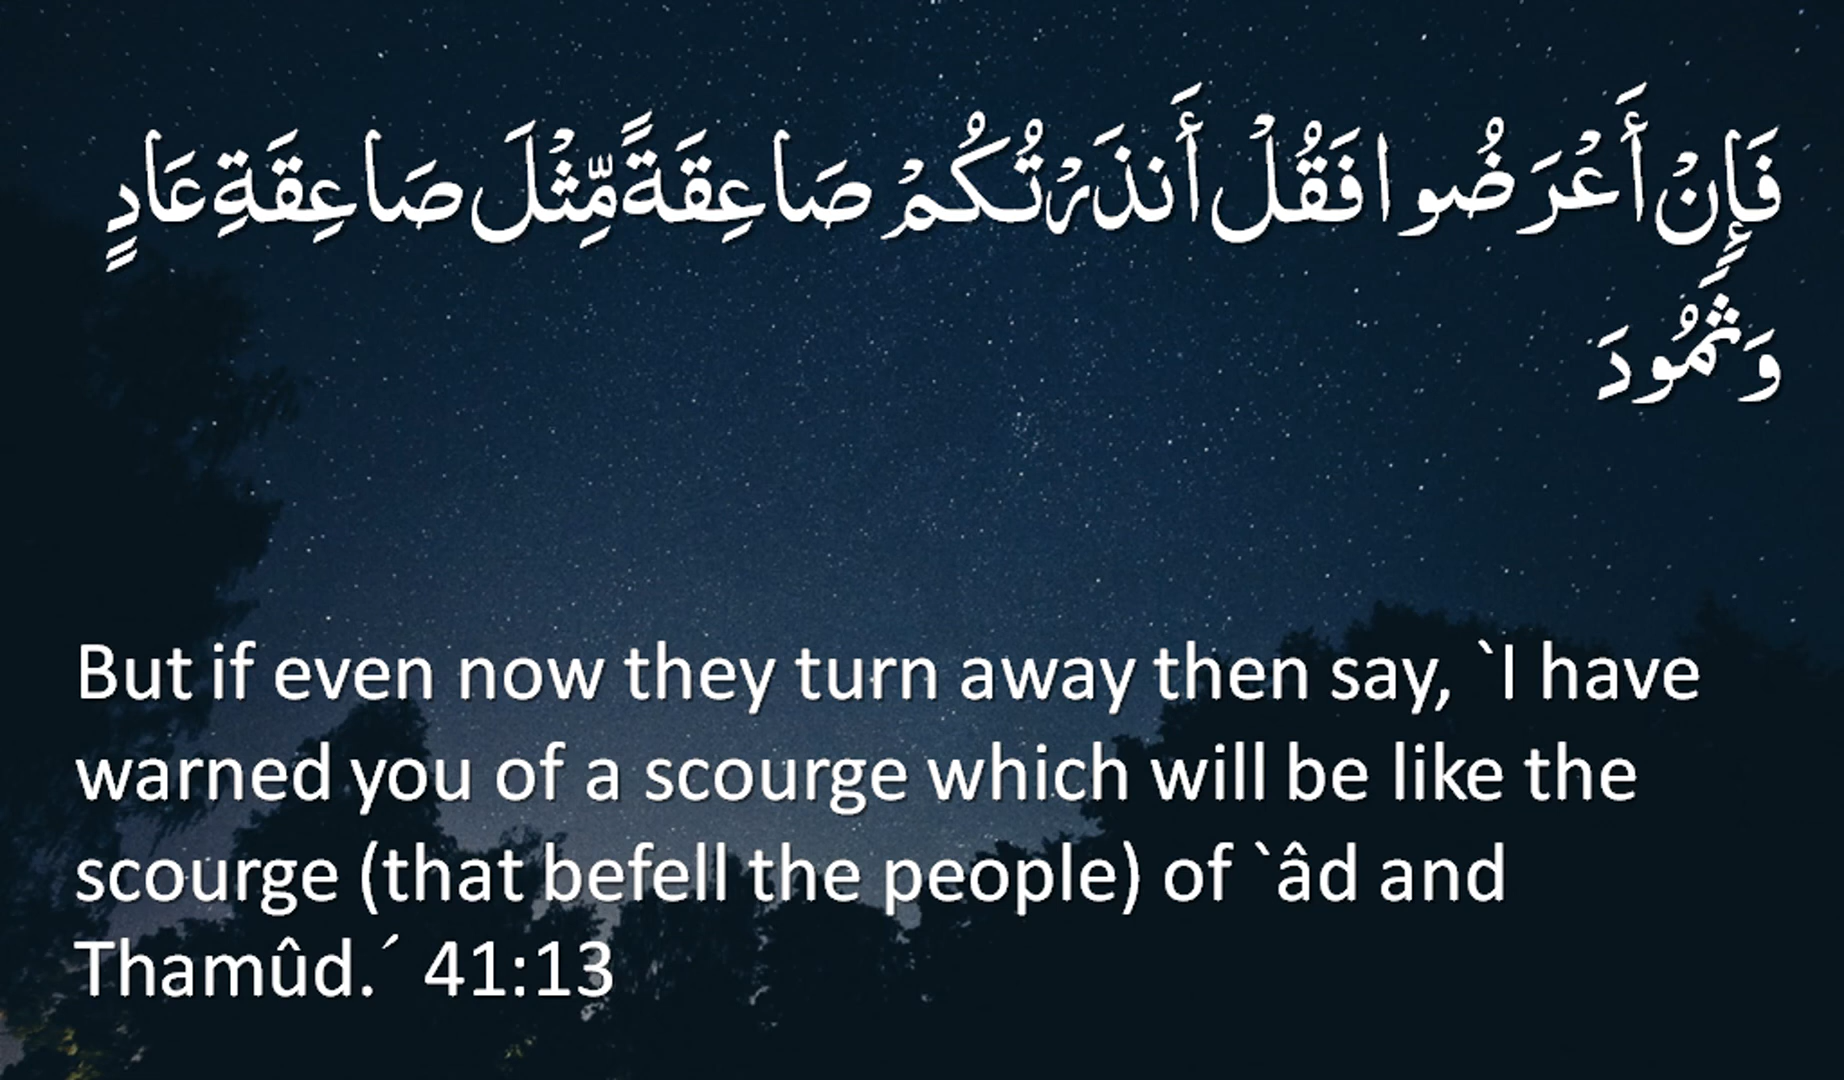 فَإِنْ أَعْرَضُوا فَقُلْ أَنذَرْتُكُمْ صَاعِقَةً مِّثْلَ صَاعِقَةِ عَادٍ
وَثَمُودَ
But if even now they turn away then say, `I have
warned you of a scourge which will be like the
scourge (that befell the people) of `âd and
Thamûd.´ 41:13